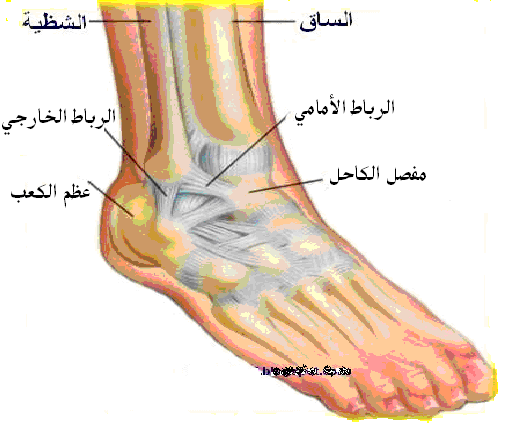 الساق
الشظية
الرباط الأمامي
الرباط الخارجي
مفصل الكاحل
عظم الكعب